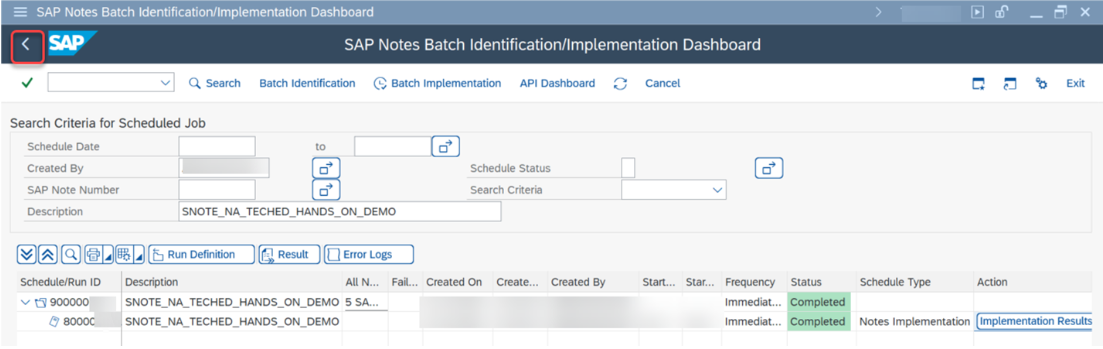 SAP Notes Batch Identification/Implementation Dashboard
SAP SAP Notes Batch Identification/Implementation Dashboard
Search Batch Identification Batch Implementation API Dashboard Cancel Exit
Search Criteria for Scheduled Job
Schedule Date to
Created By Schedule Status
SAP Note Number Search Criteria
Description SNOTE_NA_TECHED_HANDS_ON_DEMO
Run Definition Result Error Logs
Schedule/Run ID Description All N... Fail... Created On Create... Created By Start... Star... Frequency Status Schedule Type Action
900000 SNOTE_NA_TECHED_HANDS_ON_DEMO 5 SA... Immediat... Completed
80000 SNOTE_NA_TECHED_HANDS_ON_DEMO Immediat... Completed Notes Implementation Implementation Results